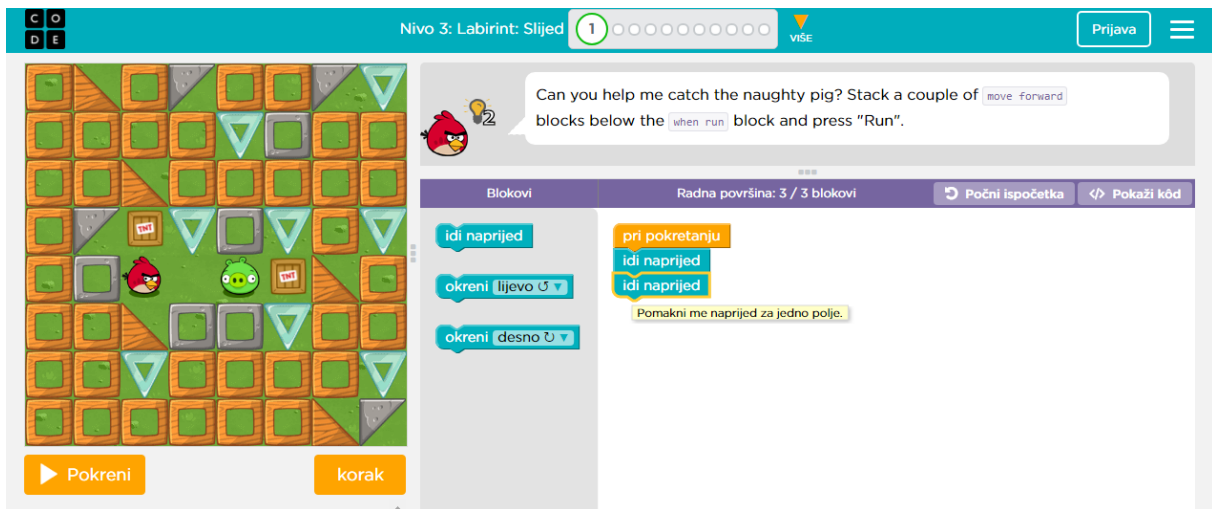 C O
D E
Nivo 3: Labirint: Slijed
1
VIŠE
Prijava
2
Can you help me catch the naughty pig? Stack a couple of move forward
blocks below the when run block and press "Run".
Blokovi
Radna površina: 3 / 3 blokovi
Počni ispočetka
</> Pokaži kôd
idi naprijed
okreni lijevo ↺ ▼
okreni desno ↻ ▼
pri pokretanju
idi naprijed
idi naprijed
Pomakni me naprijed za jedno polje.
TNT
TNT
Pokreni
korak